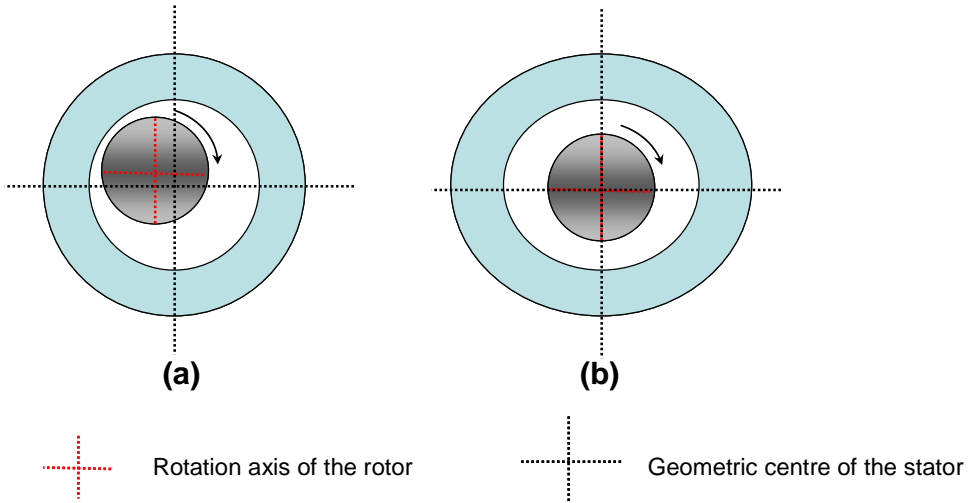 (a)
(b)
Rotation axis of the rotor
Geometric centre of the stator